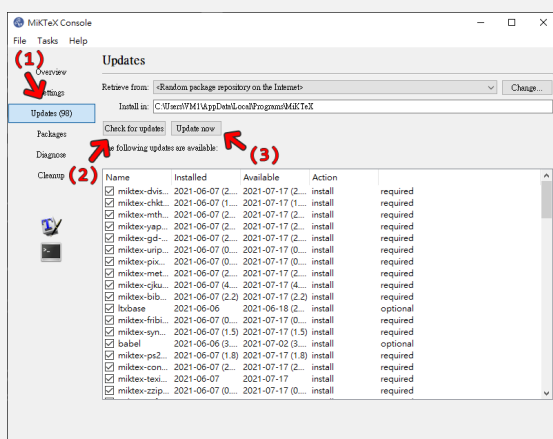 MiKTeX Console
File Tasks Help
(1)
Overview
Settings
Updates (98)
Packages
Diagnose
Cleanup
Updates
Retrieve from: <Random package repository on the Internet> Change...
Install in: C:\Users\VM1\AppData\Local\Programs\MiKTeX
Check for updates Update now
(2) (3)
The following updates are available:
Name Installed Available Action
miktex-dvis... 2021-06-07 (2.... 2021-07-17 (2.... install required
miktex-chkt... 2021-06-07 (1.... 2021-07-17 (1.... install required
miktex-mth... 2021-06-07 (2.... 2021-07-17 (2... install required
miktex-yap... 2021-06-07 (2... 2021-07-17 (2... install required
miktex-gd-... 2021-06-07 (2... 2021-07-17 (2... install required
miktex-urip... 2021-06-07 (0.... 2021-07-17 (0.... install required
miktex-pix... 2021-06-07 (0.... 2021-07-17 (0.... install required
miktex-met... 2021-06-07 (2... 2021-07-17 (2... install required
miktex-cjku... 2021-06-07 (4.... 2021-07-17 (4.... install required
miktex-bib... 2021-06-07 (2.2) 2021-07-17 (2.2) install required
ltxbase 2021-06-06 2021-06-18 (2... install optional
miktex-fribi... 2021-06-07 (0.... 2021-07-17 (0.... install required
miktex-syn... 2021-06-07 (1.5) 2021-07-17 (1.5) install required
babel 2021-06-06 (3.... 2021-07-02 (3.... install optional
miktex-ps2... 2021-06-07 (1.8) 2021-07-17 (1.8) install required
miktex-con... 2021-06-07 (2... 2021-07-17 (2... install required
miktex-texi... 2021-06-07 2021-07-17 install required
miktex-zzip... 2021-06-07 (0.... 2021-07-17 (0.... install required